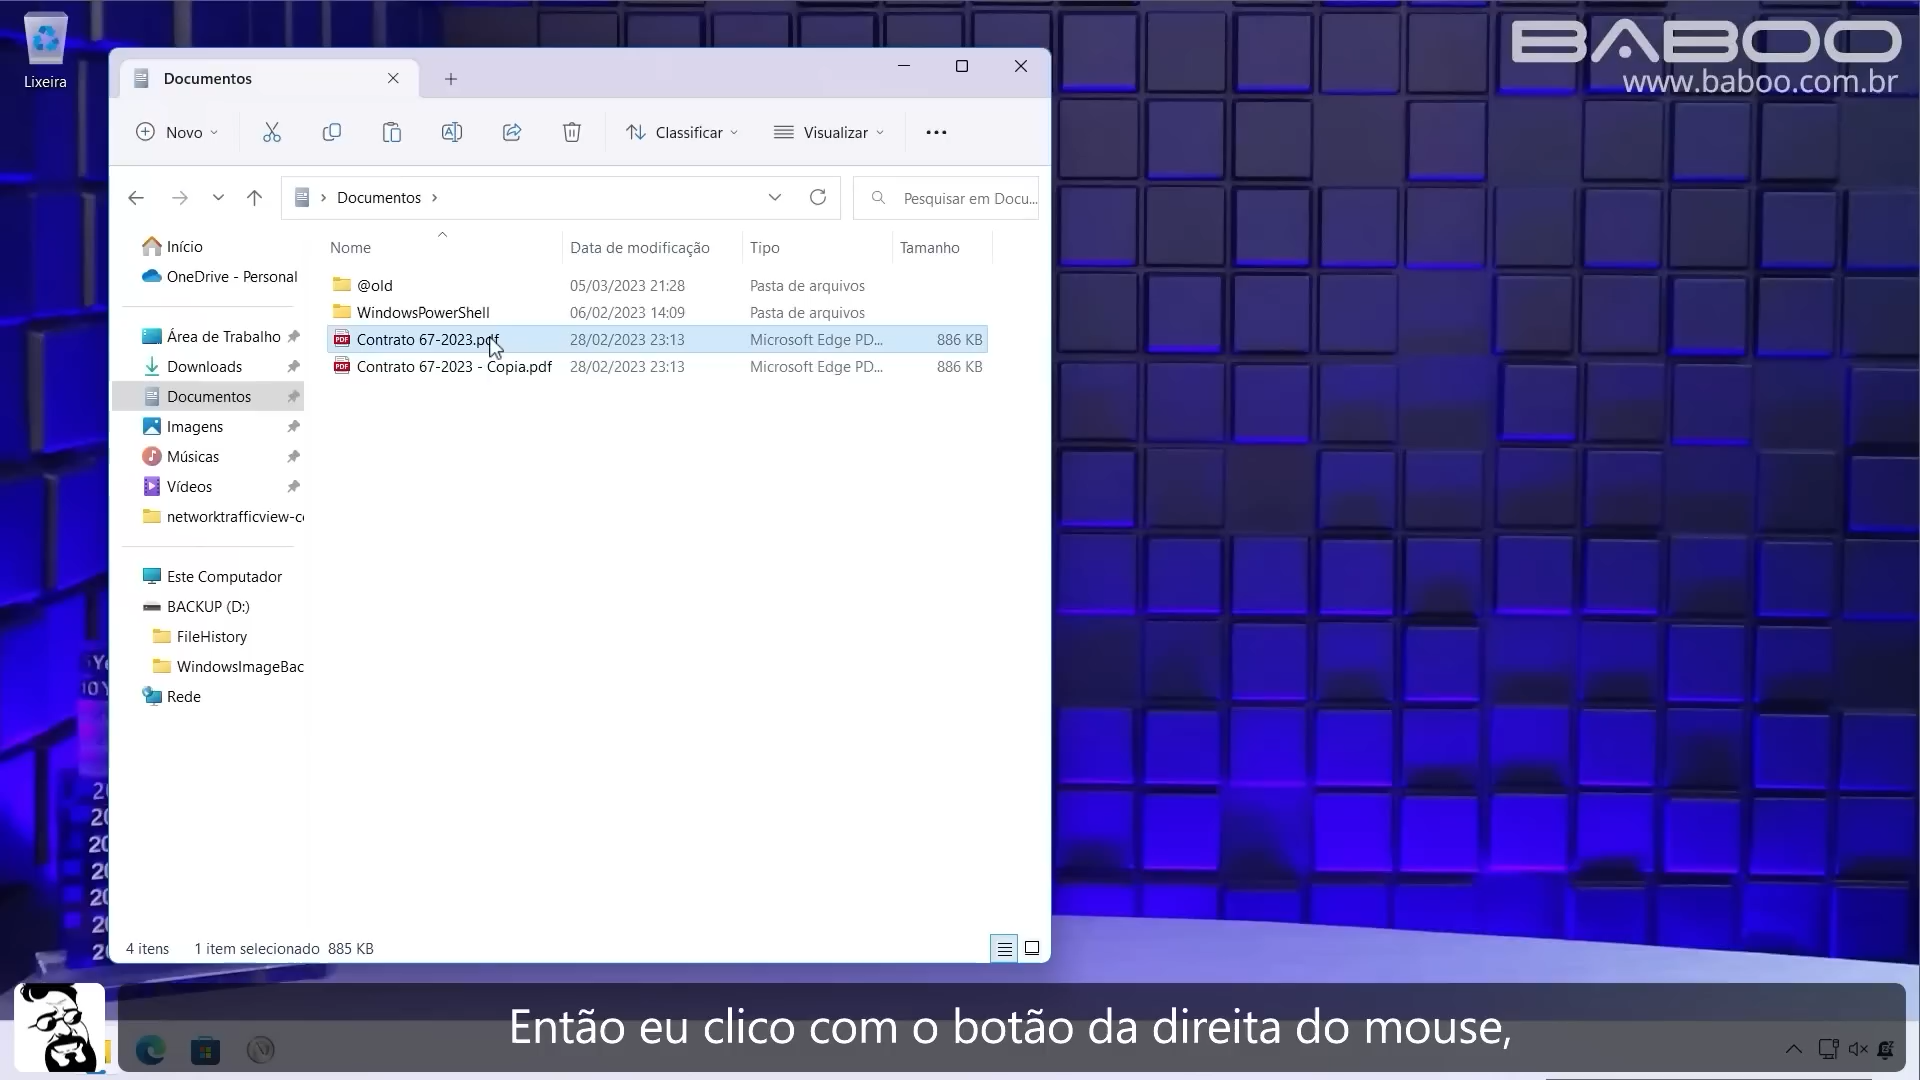 Lixeira
BABOO
www.baboo.com.br
Documentos
Novo
Classificar
Visualizar
Documentos
Pesquisar em Docu...
Nome
Data de modificação
Tipo
Tamanho
Início
OneDrive - Personal
Área de Trabalho
Downloads
Documentos
Imagens
Músicas
Vídeos
networktrafficview-c
Este Computador
BACKUP (D:)
FileHistory
WindowsImageBac
Rede
@old 05/03/2023 21:28 Pasta de arquivos
WindowsPowerShell 06/02/2023 14:09 Pasta de arquivos
Contrato 67-2023.pdf 28/02/2023 23:13 Microsoft Edge PD... 886 KB
Contrato 67-2023 - Copia.pdf 28/02/2023 23:13 Microsoft Edge PD... 886 KB
4 itens 1 item selecionado 885 KB
Então eu clico com o botão da direita do mouse,